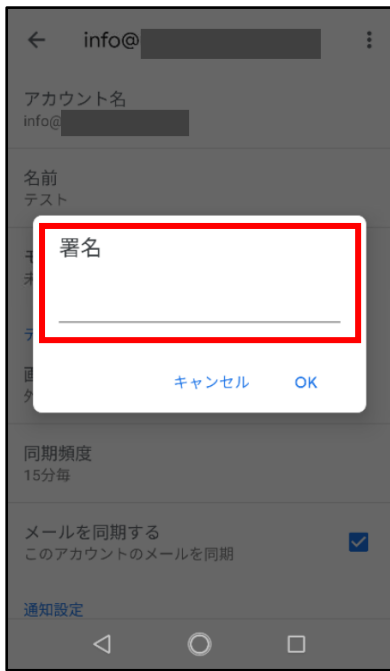 info@
アカウント名
info@
名前
テスト
署名
キャンセル OK
同期頻度
15分毎
メールを同期する
このアカウントのメールを同期
通知設定